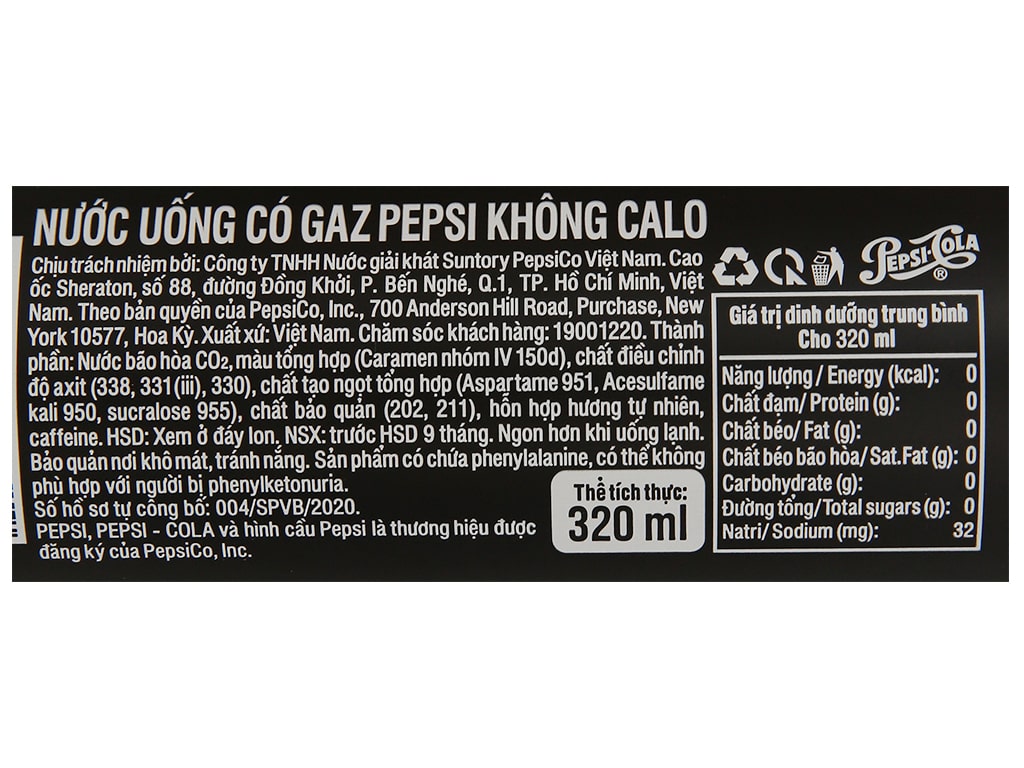 NƯỚC UỐNG CÓ GAZ PEPSI KHÔNG CALO
Chịu trách nhiệm bởi: Công ty TNHH Nước giải khát Suntory PepsiCo Việt Nam. Cao
ốc Sheraton, số 88, đường Đồng Khởi, P. Bến Nghé, Q.1, TP. Hồ Chí Minh, Việt
Nam. Theo bản quyền của PepsiCo, Inc., 700 Anderson Hill Road, Purchase, New
York 10577, Hoa Kỳ. Xuất xứ: Việt Nam. Chăm sóc khách hàng: 19001220. Thành
phần: Nước bão hòa CO2, màu tổng hợp (Caramen nhóm IV 150d), chất điều chỉnh
độ axit (338, 331(iii), 330), chất tạo ngọt tổng hợp (Aspartame 951, Acesulfame
kali 950, sucralose 955), chất bảo quản (202, 211), hỗn hợp hương tự nhiên,
caffeine. HSD: Xem ở đáy lon. NSX: trước HSD 9 tháng. Ngon hơn khi uống lạnh.
Bảo quản nơi khô mát, tránh nắng. Sản phẩm có chứa phenylalanine, có thể không
phù hợp với người bị phenylketonuria.
Số hồ sơ tự công bố: 004/SPVB/2020.
PEPSI, PEPSI - COLA và hình cầu Pepsi là thương hiệu được
đăng ký của PepsiCo, Inc.
Thể tích thực:
320 ml
PEPSI-COLA ®
Giá trị dinh dưỡng trung bình
Cho 320 ml
Năng lượng / Energy (kcal): 0
Chất đạm/ Protein (g): 0
Chất béo/ Fat (g): 0
Chất béo bão hòa/ Sat.Fat (g): 0
Carbohydrate (g): 0
Đường tổng/Total sugars (g): 0
Natri/ Sodium (mg): 32